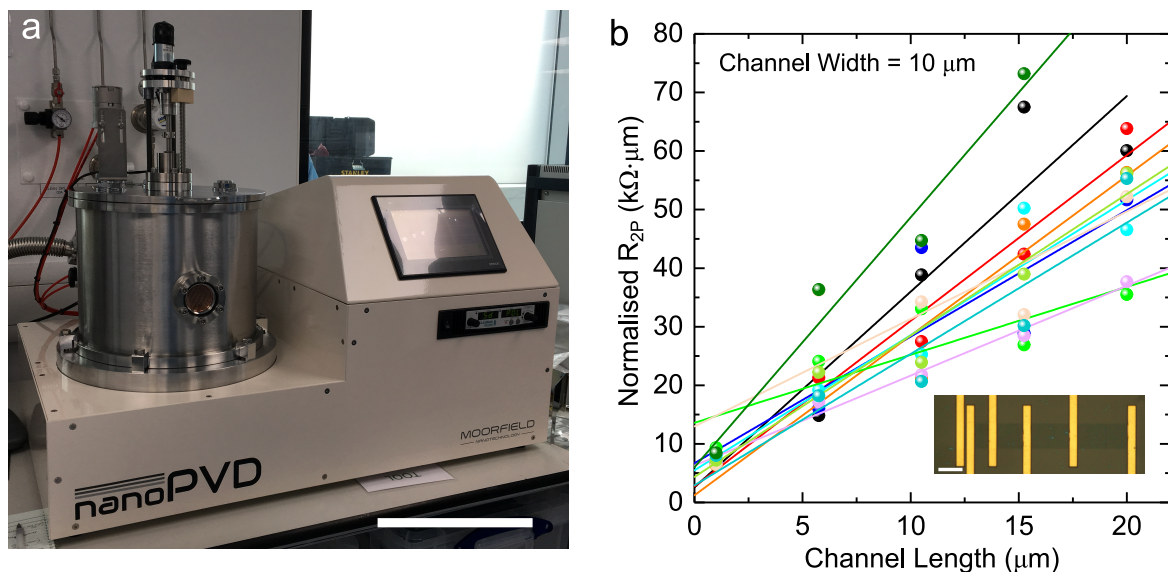 a
STANLEY
MOORFIELD
NANOTECHNOLOGY
nanoPVD
b
Channel Width = 10 μm
Normalised R2P (kΩ·μm)
80
70
60
50
40
30
20
10
0
0
5
10
15
20
Channel Length (μm)